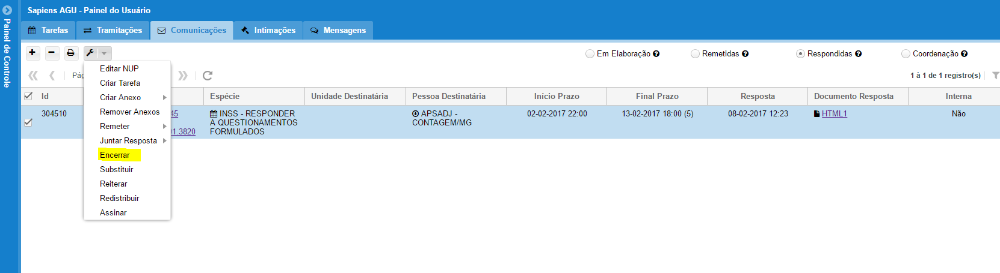 Sapiens AGU - Painel do Usuário
Painel de Controle
Tarefas
Tramitações
Comunicações
Intimações
Mensagens
Em Elaboração
Remetidas
Respondidas
Coordenação
Editar NUP
Criar Tarefa
Criar Anexo
Remover Anexos
Remeter
Juntar Resposta
Encerrar
Substituir
Reiterar
Redistribuir
Assinar
Pág
1 à 1 de 1 registro(s)
Id
Espécie
Unidade Destinatária
Pessoa Destinatária
Início Prazo
Final Prazo
Resposta
Documento Resposta
Interna
304510
45
01.3820
INSS - RESPONDER
A QUESTIONAMENTOS
FORMULADOS
APSADJ -
CONTAGEM/MG
02-02-2017 22:00
13-02-2017 18:00 (5)
08-02-2017 12:23
HTML1
Não